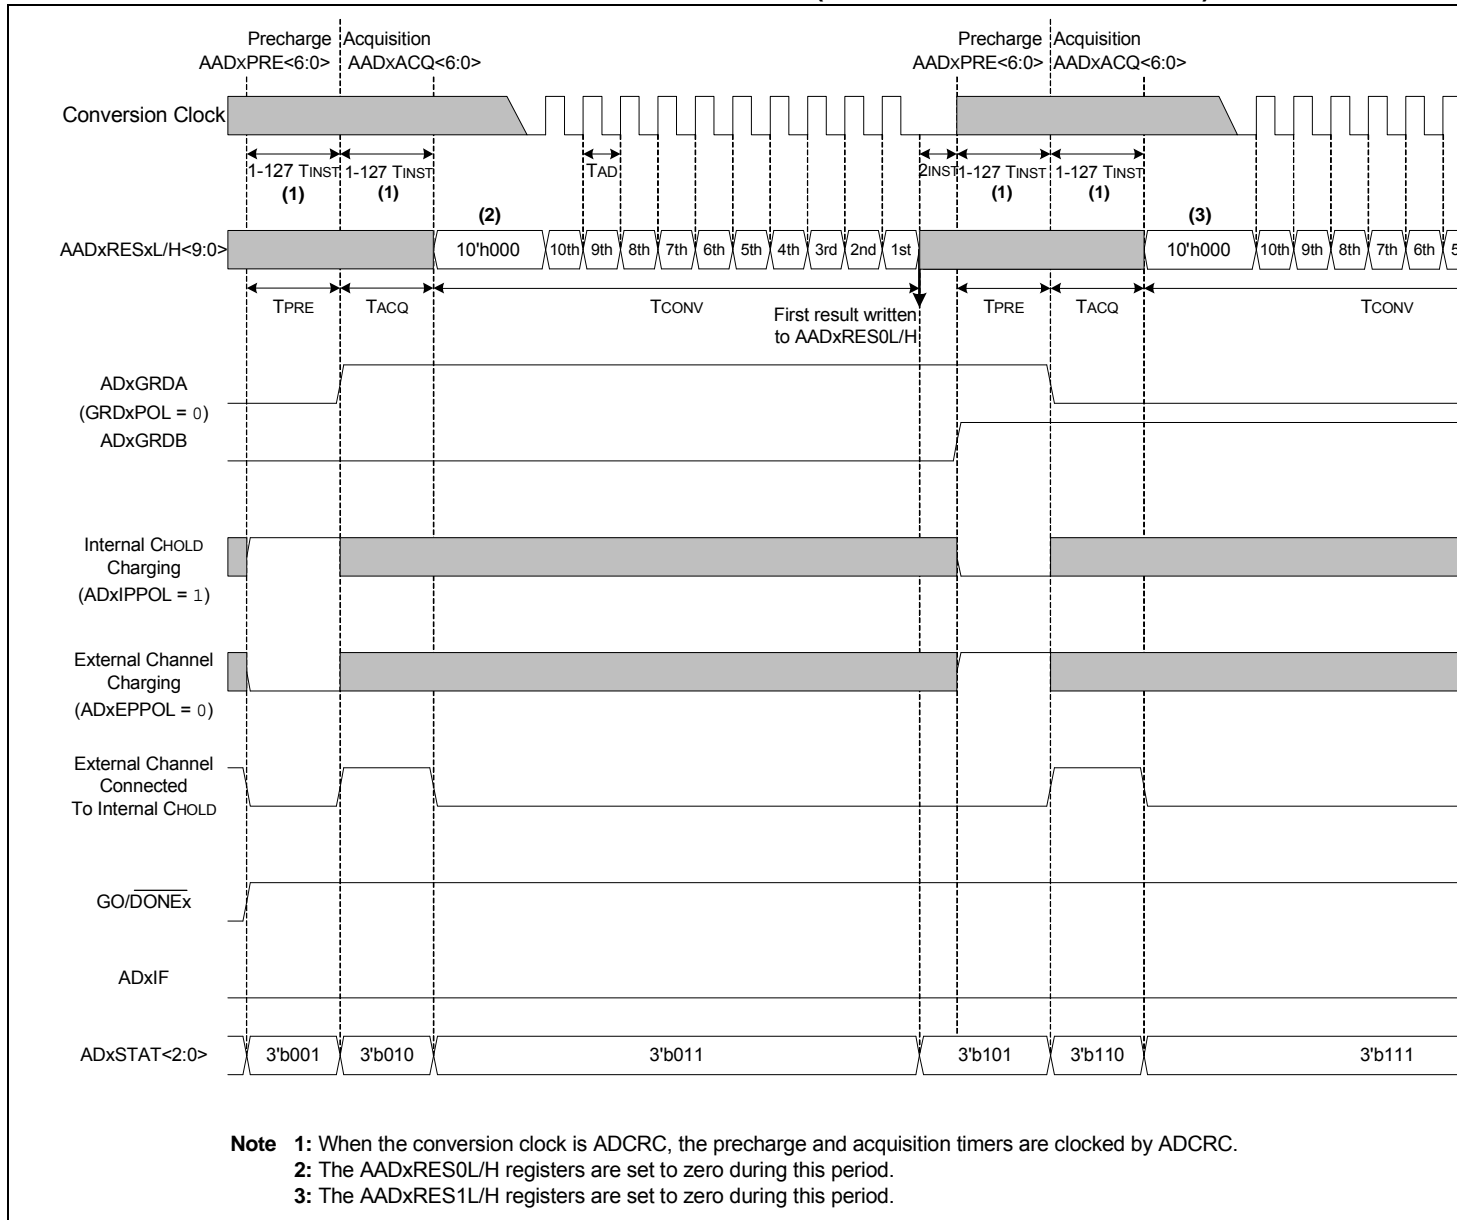 Precharge Acquisition Precharge Acquisition
AADxPRE<6:0> AADxACQ<6:0> AADxPRE<6:0> AADxACQ<6:0>
Conversion Clock
1-127 TINST 1-127 TINST TAD 2INST 1-127 TINST 1-127 TINST
(1) (1) (1) (1)
(2) (3)
AADxRESxL/H<9:0> 10'h000 10th 9th 8th 7th 6th 5th 4th 3rd 2nd 1st 10'h000 10th 9th 8th 7th 6th 5
TPRE TACQ TCONV TPRE TACQ TCONV
First result written
to AADxRES0L/H
ADxGRDA
(GRDxPOL = 0)
ADxGRDB
Internal CHOLD
Charging
(ADxIPPOL = 1)
External Channel
Charging
(ADxEPPOL = 0)
External Channel
Connected
To Internal CHOLD
GO/DONEx
ADxIF
ADxSTAT<2:0> 3'b001 3'b010 3'b011 3'b101 3'b110 3'b111
Note 1: When the conversion clock is ADCRC, the precharge and acquisition timers are clocked by ADCRC.
2: The AADxRES0L/H registers are set to zero during this period.
3: The AADxRES1L/H registers are set to zero during this period.